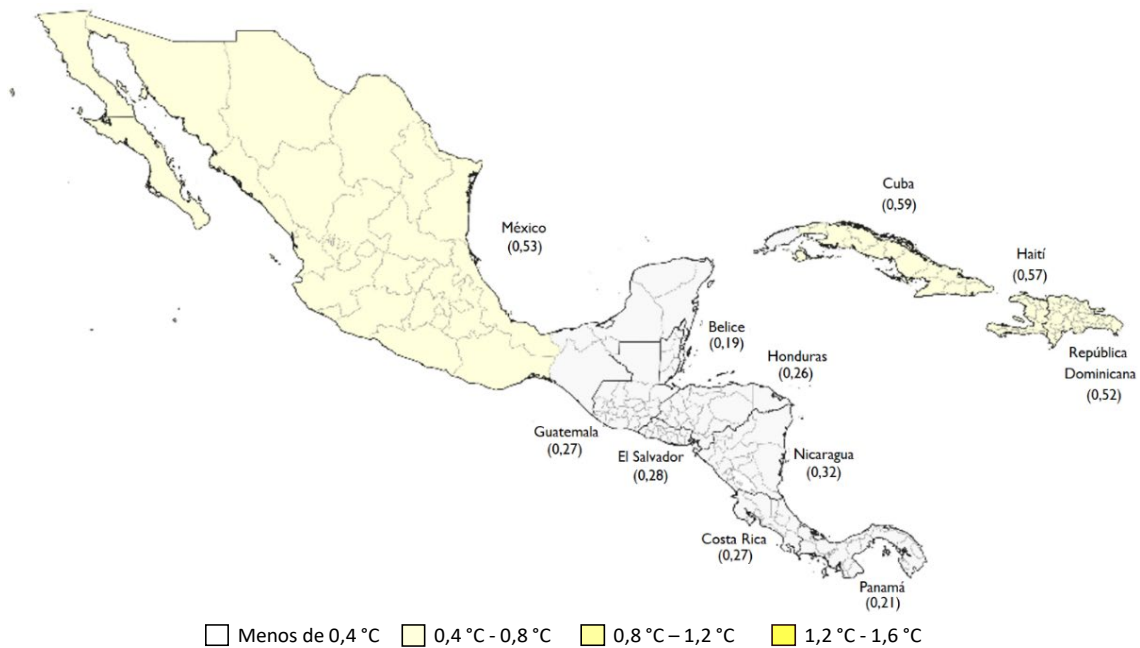 Cuba
(0,59)
México
(0,53)
Haití
(0,57)
Belice
(0,19)
Honduras
(0,26)
República
Dominicana
(0,52)
Guatemala
(0,27)
El Salvador
(0,28)
Nicaragua
(0,32)
Costa Rica
(0,27)
Panamá
(0,21)
Menos de 0,4 °C
0,4 °C - 0,8 °C
0,8 °C – 1,2 °C
1,2 °C - 1,6 °C